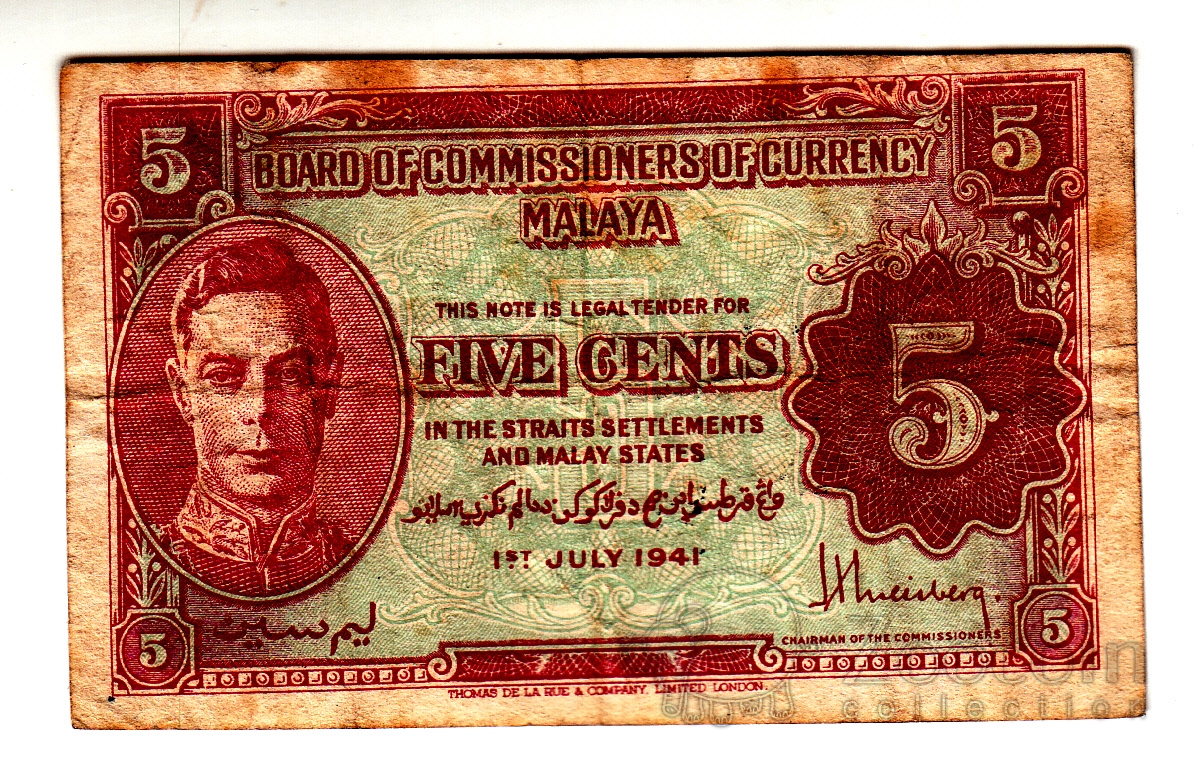 5
5
BOARD OF COMMISSIONERS OF CURRENCY
MALAYA
THIS NOTE IS LEGAL TENDER FOR
FIVE CENTS
5
IN THE STRAITS SETTLEMENTS
AND MALAY STATES
1ST JULY 1941
ليم سين
CHAIRMAN OF THE COMMISSIONERS
5
5
THOMAS DE LA RUE & COMPANY, LIMITED LONDON.
Zoocoin
collection